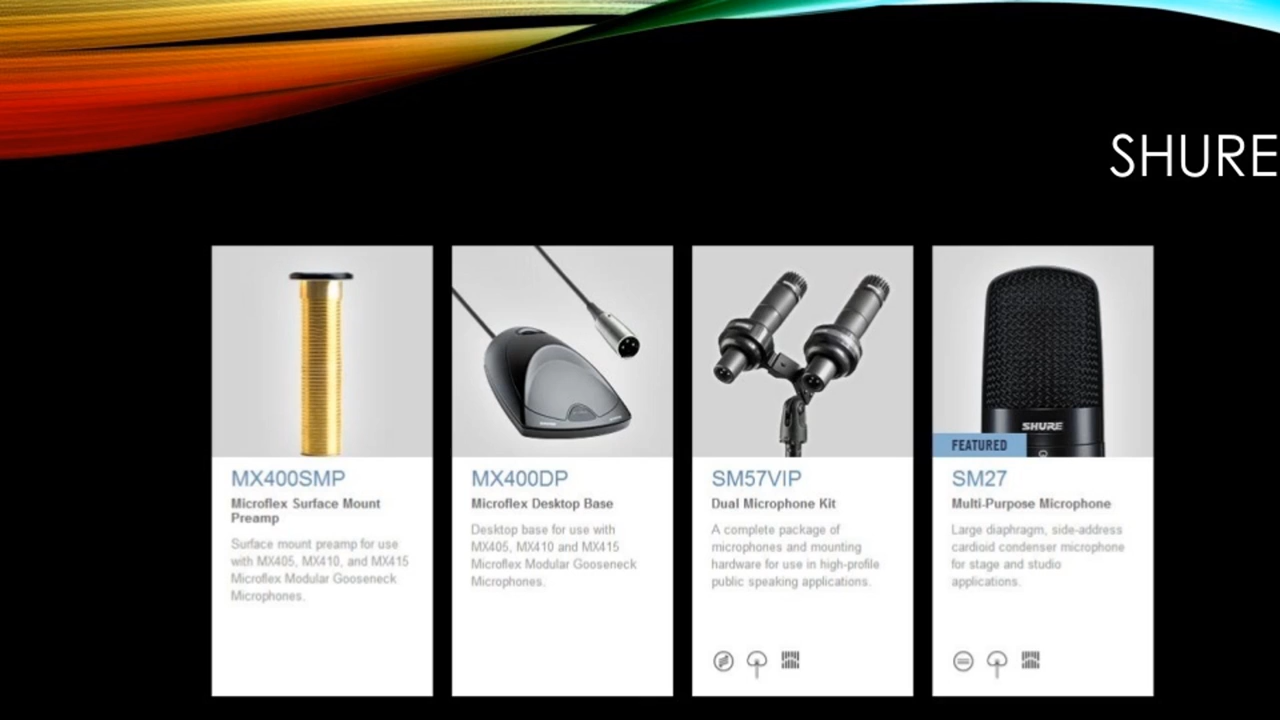 SHURE
SHURE
FEATURED
MX400SMP
Microflex Surface Mount
Preamp
Surface mount preamp for use
with MX405, MX410, and MX415
Microflex Modular Gooseneck
Microphones.
MX400DP
Microflex Desktop Base
Desktop base for use with
MX405, MX410 and MX415
Microflex Modular Gooseneck
Microphones.
SM57VIP
Dual Microphone Kit
A complete package of
microphones and mounting
hardware for use in high-profile
public speaking applications.
SM27
Multi-Purpose Microphone
Large diaphragm, side-address
cardioid condenser microphone
for stage and studio
applications.